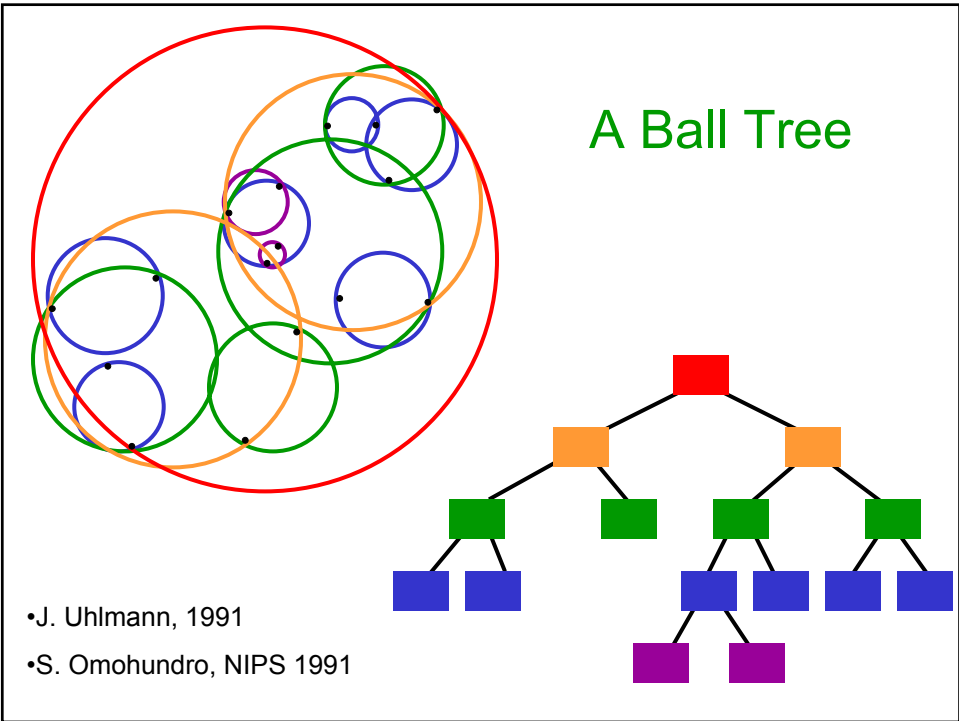 A Ball Tree
•J. Uhlmann, 1991
•S. Omohundro, NIPS 1991